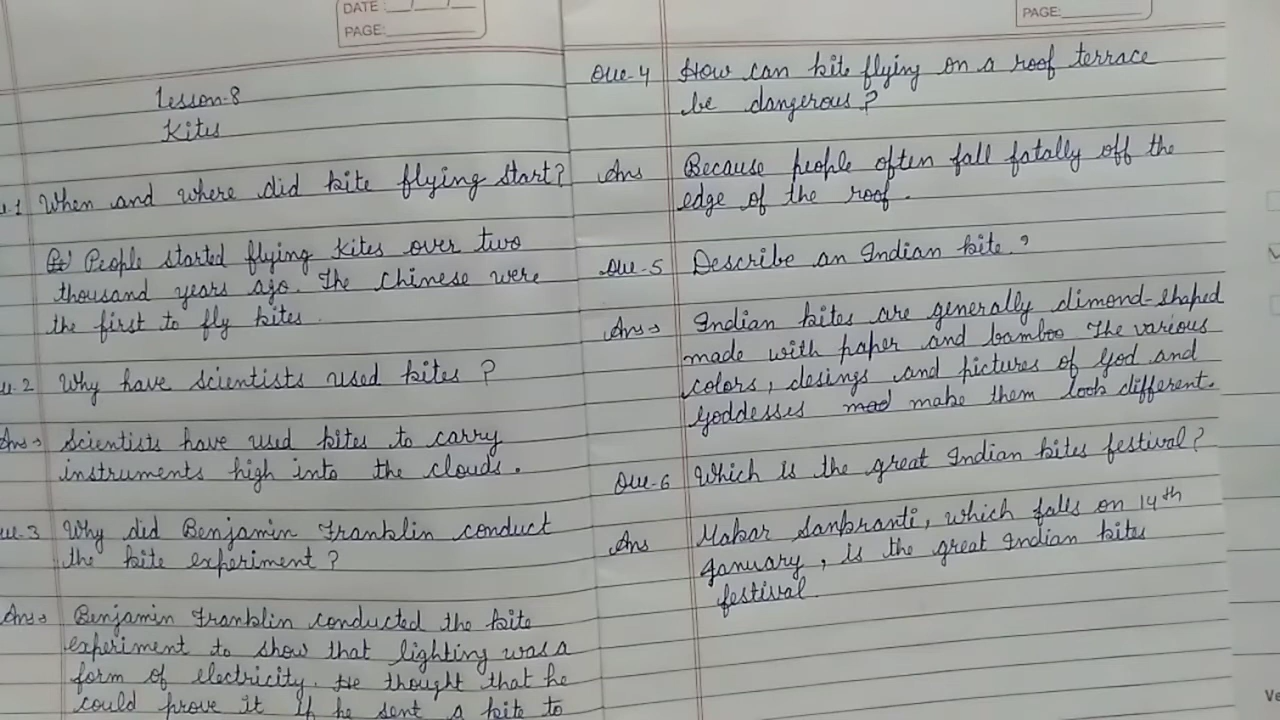 DATE: __/__/__
PAGE:
Lesson-8
Kites
u.1 When and where did kite flying start?
People started flying kites over two
thousand years ago. The Chinese were
the first to fly kites.
u.2 Why have scientists used kites ?
Ans→ Scientists have used kites to carry
instruments high into the clouds.
ue.3 Why did Benjamin Franklin conduct
the kite experiment ?
Ans→ Benjamin Franklin conducted the kite
experiment to show that lighting was a
form of electricity. He thought that he
could prove it if he sent a kite to
PAGE:
Que-4 How can kite flying on a roof terrace
be dangerous ?
Ans Because people often fall fatally off the
edge of the roof.
Que-5 Describe an Indian kite ?
Ans→ Indian kites are generally dimond-shaped
made with paper and bamboo The various
colors, desings and pictures of God and
Goddesses mad make them look different.
Que-6 Which is the great Indian kites festival?
Ans Makar Sankranti, which falls on 14th
January, is the great Indian kites
festival.
Ve